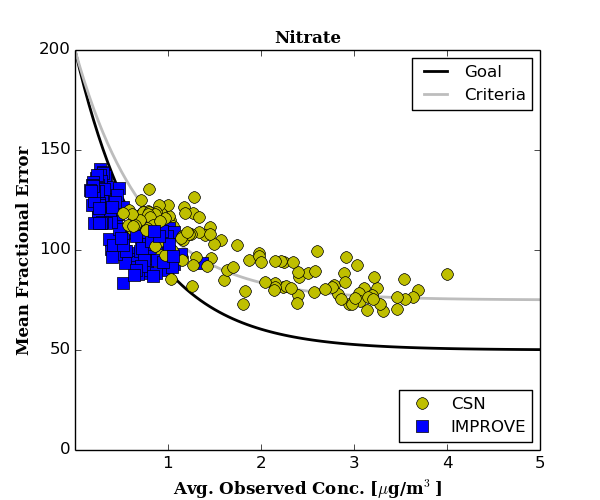 Nitrate
200
150
100
50
0
Mean Fractional Error
Goal
Criteria
CSN
IMPROVE
1 2 3 4 5
Avg. Observed Conc. [μg/m³ ]